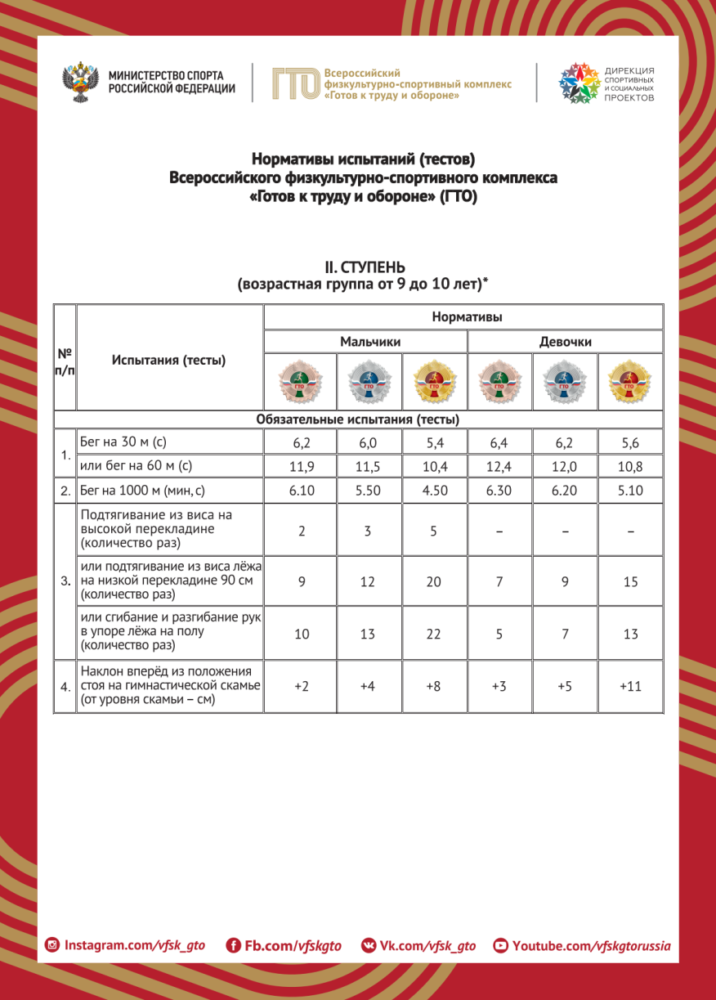 МИНИСТЕРСТВО СПОРТА
РОССИЙСКОЙ ФЕДЕРАЦИИ
ГТО
Всероссийский
физкультурно-спортивный комплекс
«Готов к труду и обороне»
ДИРЕКЦИЯ
СПОРТИВНЫХ
И СОЦИАЛЬНЫХ
ПРОЕКТОВ
Нормативы испытаний (тестов)
Всероссийского физкультурно-спортивного комплекса
«Готов к труду и обороне» (ГТО)
II. СТУПЕНЬ
(возрастная группа от 9 до 10 лет)*
№
п/п
Испытания (тесты)
Нормативы
Мальчики Девочки
ГТО ГТО ГТО ГТО ГТО ГТО
Обязательные испытания (тесты)
1. Бег на 30 м (с) 6,2 6,0 5,4 6,4 6,2 5,6
или бег на 60 м (с) 11,9 11,5 10,4 12,4 12,0 10,8
2. Бег на 1000 м (мин, с) 6.10 5.50 4.50 6.30 6.20 5.10
3. Подтягивание из виса на
высокой перекладине
(количество раз) 2 3 5 – – –
или подтягивание из виса лёжа
на низкой перекладине 90 см
(количество раз) 9 12 20 7 9 15
или сгибание и разгибание рук
в упоре лёжа на полу
(количество раз) 10 13 22 5 7 13
4. Наклон вперёд из положения
стоя на гимнастической скамье
(от уровня скамьи – см) +2 +4 +8 +3 +5 +11
Instagram.com/vfsk_gto Fb.com/vfskgto Vk.com/vfsk_gto Youtube.com/vfskgtorussia